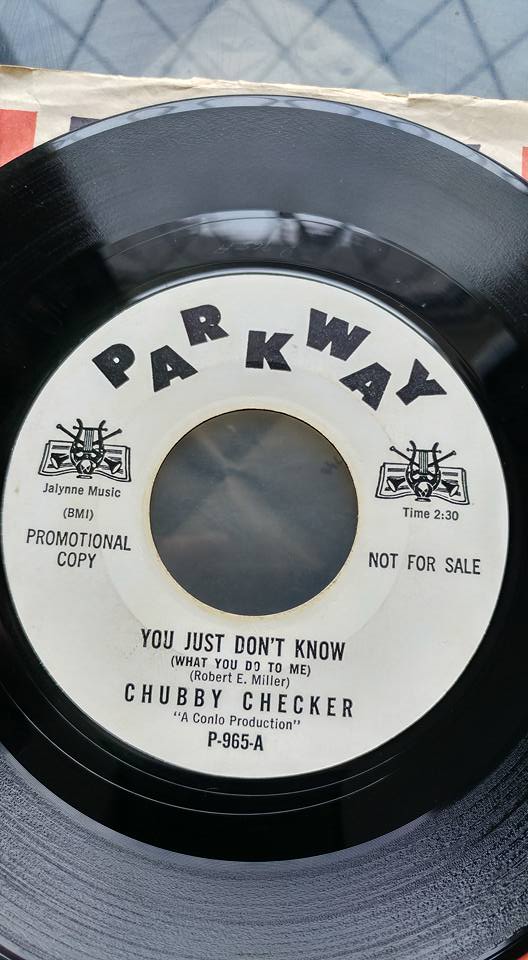 PARKWAY
Jalynne Music
(BMI)
PROMOTIONAL
COPY
Time 2:30
NOT FOR SALE
YOU JUST DON'T KNOW
(WHAT YOU DO TO ME)
(Robert E. Miller)
CHUBBY CHECKER
"A Conlo Production"
P-965-A